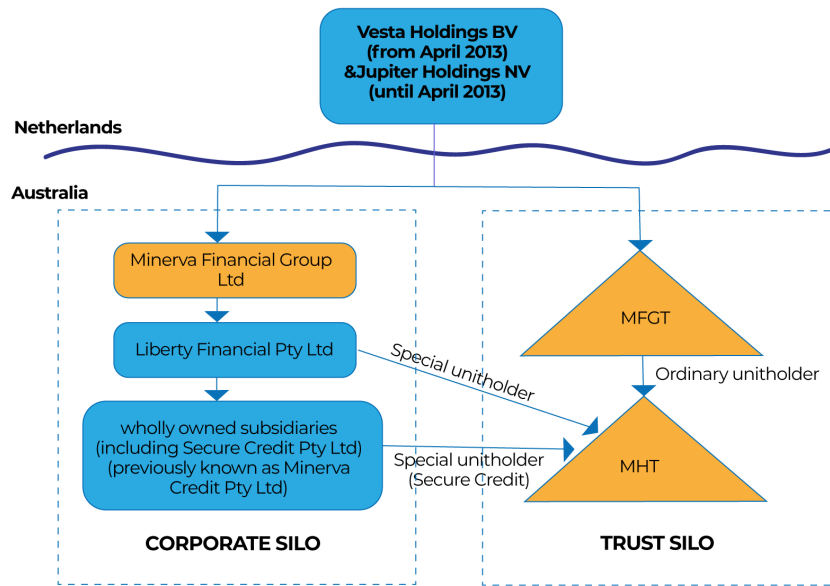 Vesta Holdings BV
(from April 2013)
&Jupiter Holdings NV
(until April 2013)
Netherlands
Australia
Minerva Financial Group
Ltd
MFGT
Liberty Financial Pty Ltd
Special unitholder
Ordinary unitholder
wholly owned subsidiaries
(including Secure Credit Pty Ltd)
(previously known as Minerva
Credit Pty Ltd)
Special unitholder
(Secure Credit)
MHT
CORPORATE SILO
TRUST SILO